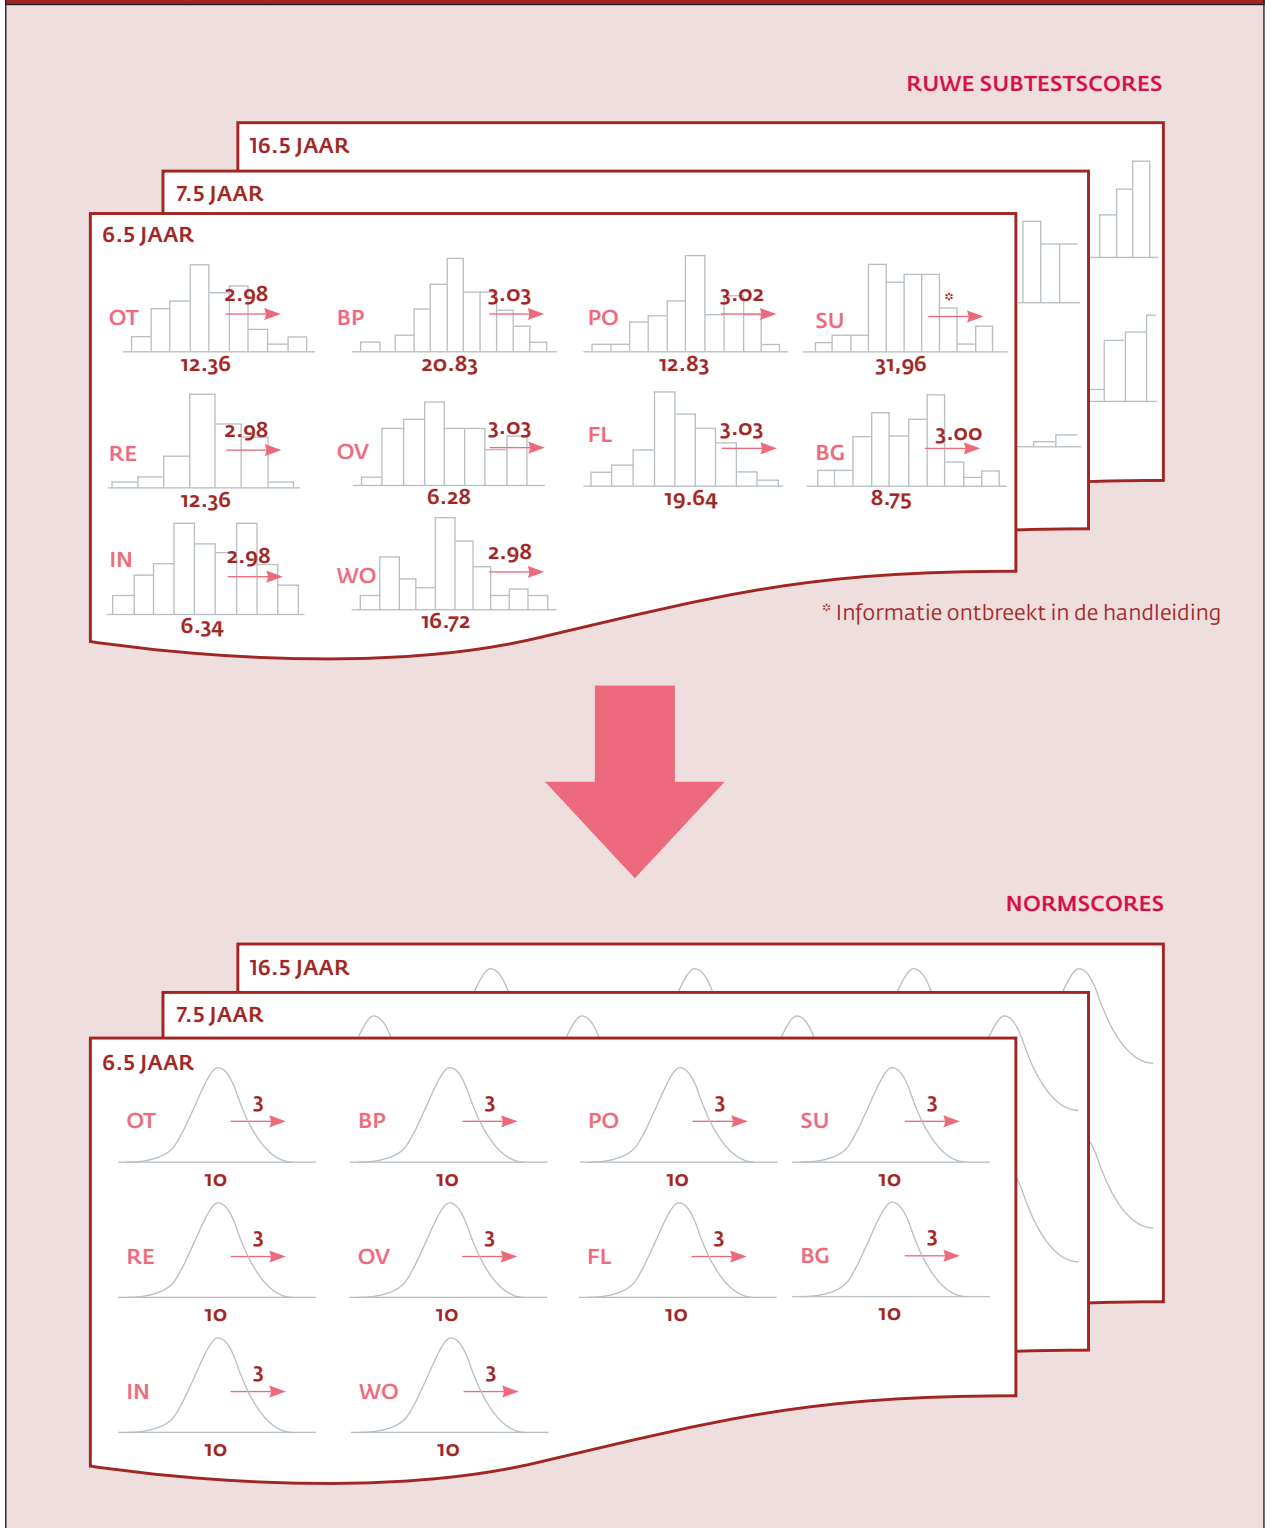 RUWE SUBTESTSCORES
16.5 JAAR
7.5 JAAR
6.5 JAAR
OT 2.98 BP 3.03 PO 3.02 SU *
12.36 20.83 12.83 31,96
RE 2.98 OV 3.03 FL 3.03 BG 3.00
12.36 6.28 19.64 8.75
IN 2.98 WO 2.98
6.34 16.72
* Informatie ontbreekt in de handleiding
NORMSCORES
16.5 JAAR
7.5 JAAR
6.5 JAAR
OT 3 BP 3 PO 3 SU 3
10 10 10 10
RE 3 OV 3 FL 3 BG 3
10 10 10 10
IN 3 WO 3
10 10